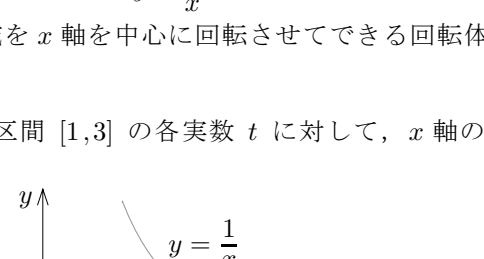 x
を x 軸を中心に回転させてできる回転体
区間 [1,3] の各実数 t に対して, x 軸の
y
y = 1/x